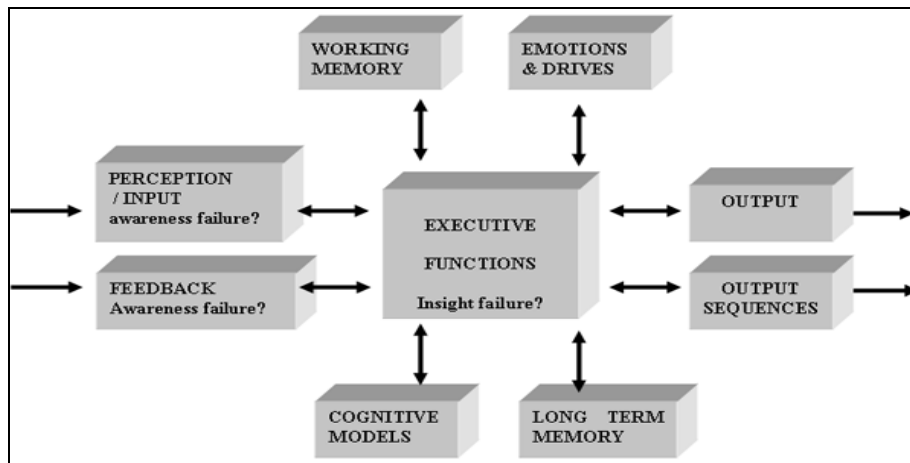 WORKING
MEMORY
EMOTIONS
& DRIVES
PERCEPTION
/ INPUT
awareness failure?
EXECUTIVE
FUNCTIONS
Insight failure?
OUTPUT
FEEDBACK
Awareness failure?
OUTPUT
SEQUENCES
COGNITIVE
MODELS
LONG TERM
MEMORY